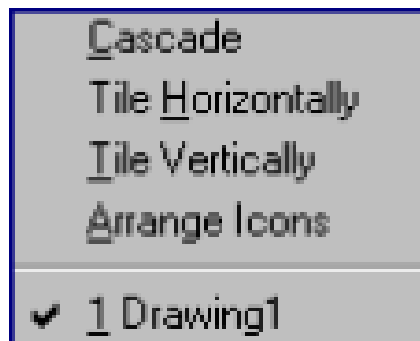 Cascade
Tile Horizontally
Tile Vertically
Arrange Icons
✔ 1 Drawing1